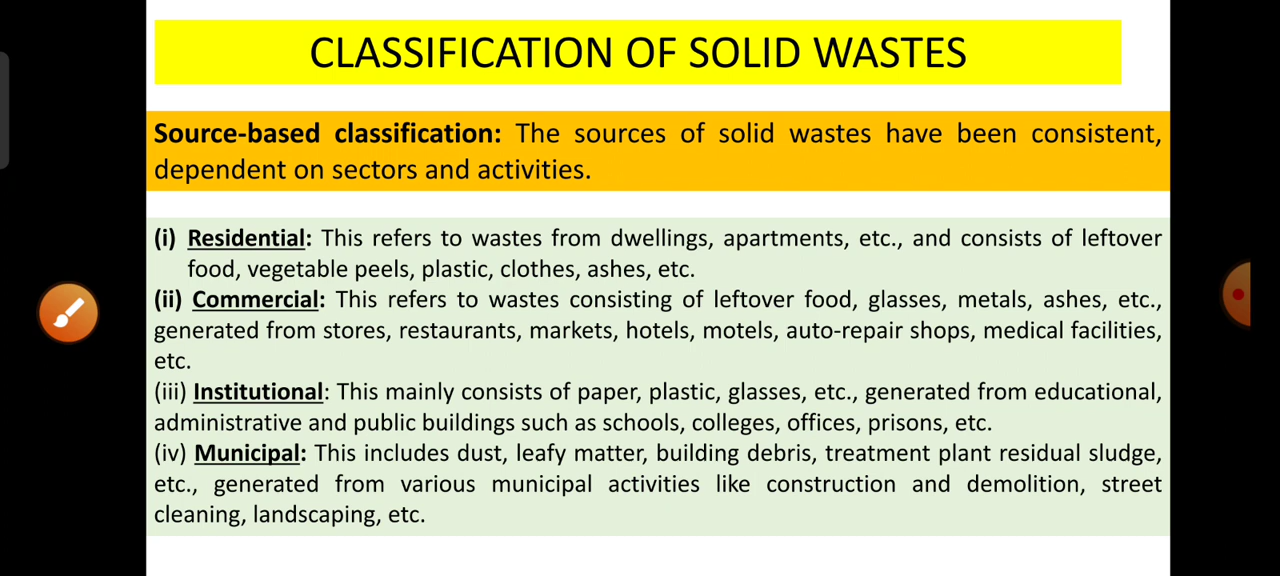 CLASSIFICATION OF SOLID WASTES
Source-based classification: The sources of solid wastes have been consistent,
dependent on sectors and activities.
(i) Residential: This refers to wastes from dwellings, apartments, etc., and consists of leftover
food, vegetable peels, plastic, clothes, ashes, etc.
(ii) Commercial: This refers to wastes consisting of leftover food, glasses, metals, ashes, etc.,
generated from stores, restaurants, markets, hotels, motels, auto-repair shops, medical facilities,
etc.
(iii) Institutional: This mainly consists of paper, plastic, glasses, etc., generated from educational,
administrative and public buildings such as schools, colleges, offices, prisons, etc.
(iv) Municipal: This includes dust, leafy matter, building debris, treatment plant residual sludge,
etc., generated from various municipal activities like construction and demolition, street
cleaning, landscaping, etc.